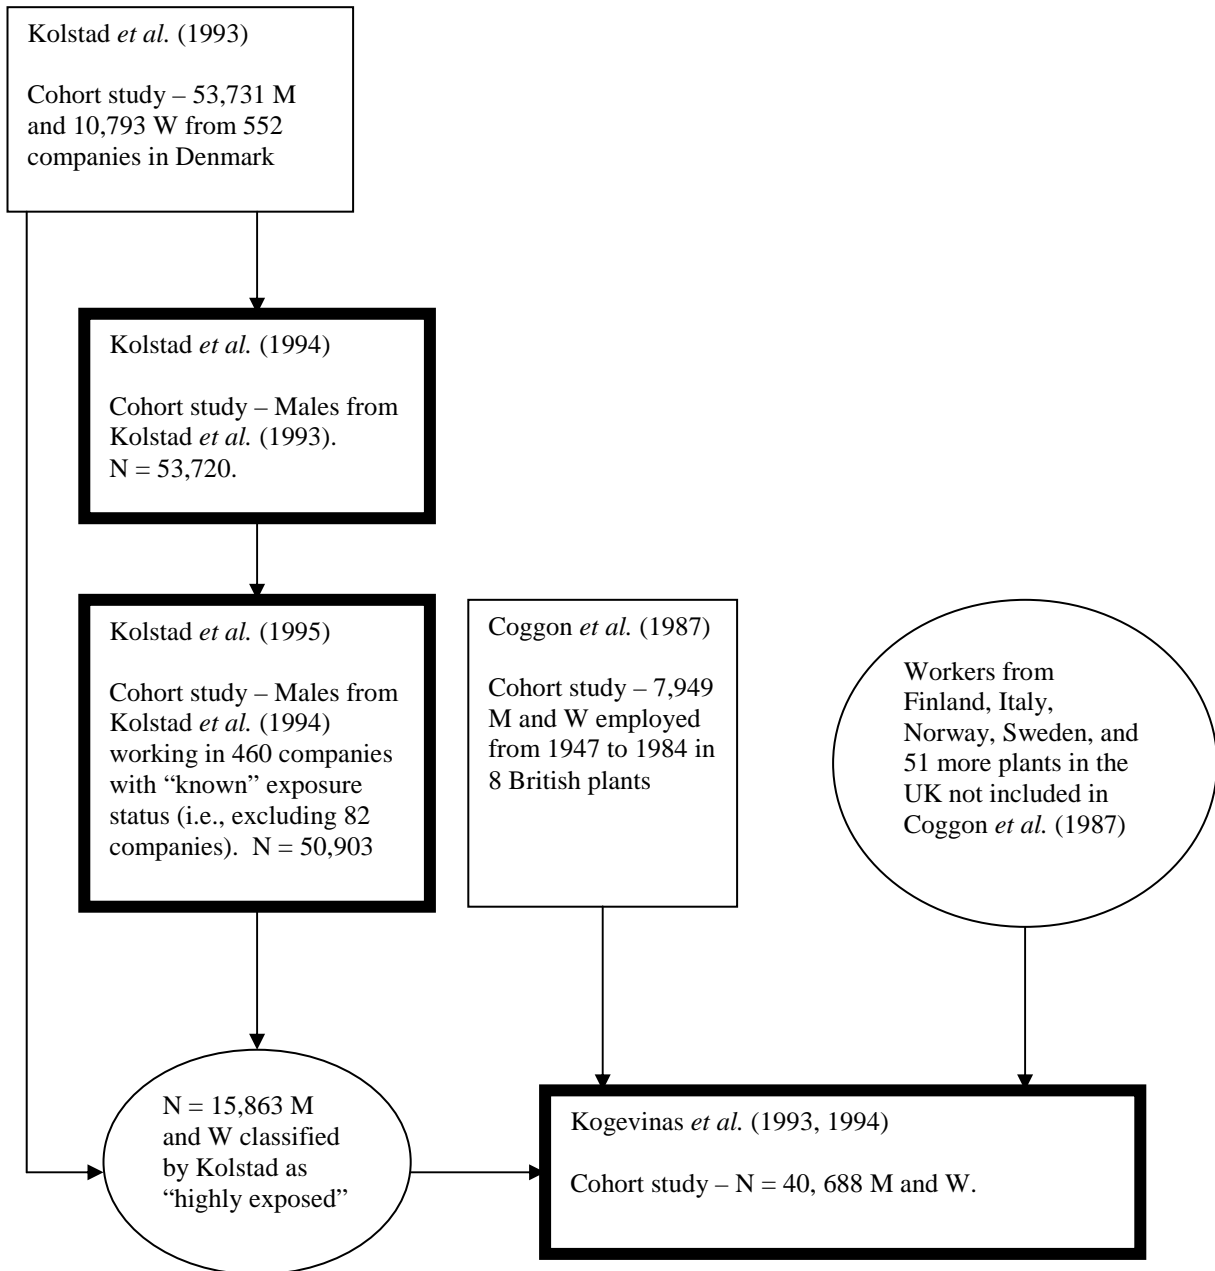 Kolstad et al. (1993)
Cohort study – 53,731 M
and 10,793 W from 552
companies in Denmark
Kolstad et al. (1994)
Cohort study – Males from
Kolstad et al. (1993).
N = 53,720.
Kolstad et al. (1995)
Cohort study – Males from
Kolstad et al. (1994)
working in 460 companies
with “known” exposure
status (i.e., excluding 82
companies).  N = 50,903
Coggon et al. (1987)
Cohort study – 7,949
M and W employed
from 1947 to 1984 in
8 British plants
Workers from
Finland, Italy,
Norway, Sweden, and
51 more plants in the
UK not included in
Coggon et al. (1987)
N = 15,863 M
and W classified
by Kolstad as
“highly exposed”
Kogevinas et al. (1993, 1994)
Cohort study – N = 40, 688 M and W.